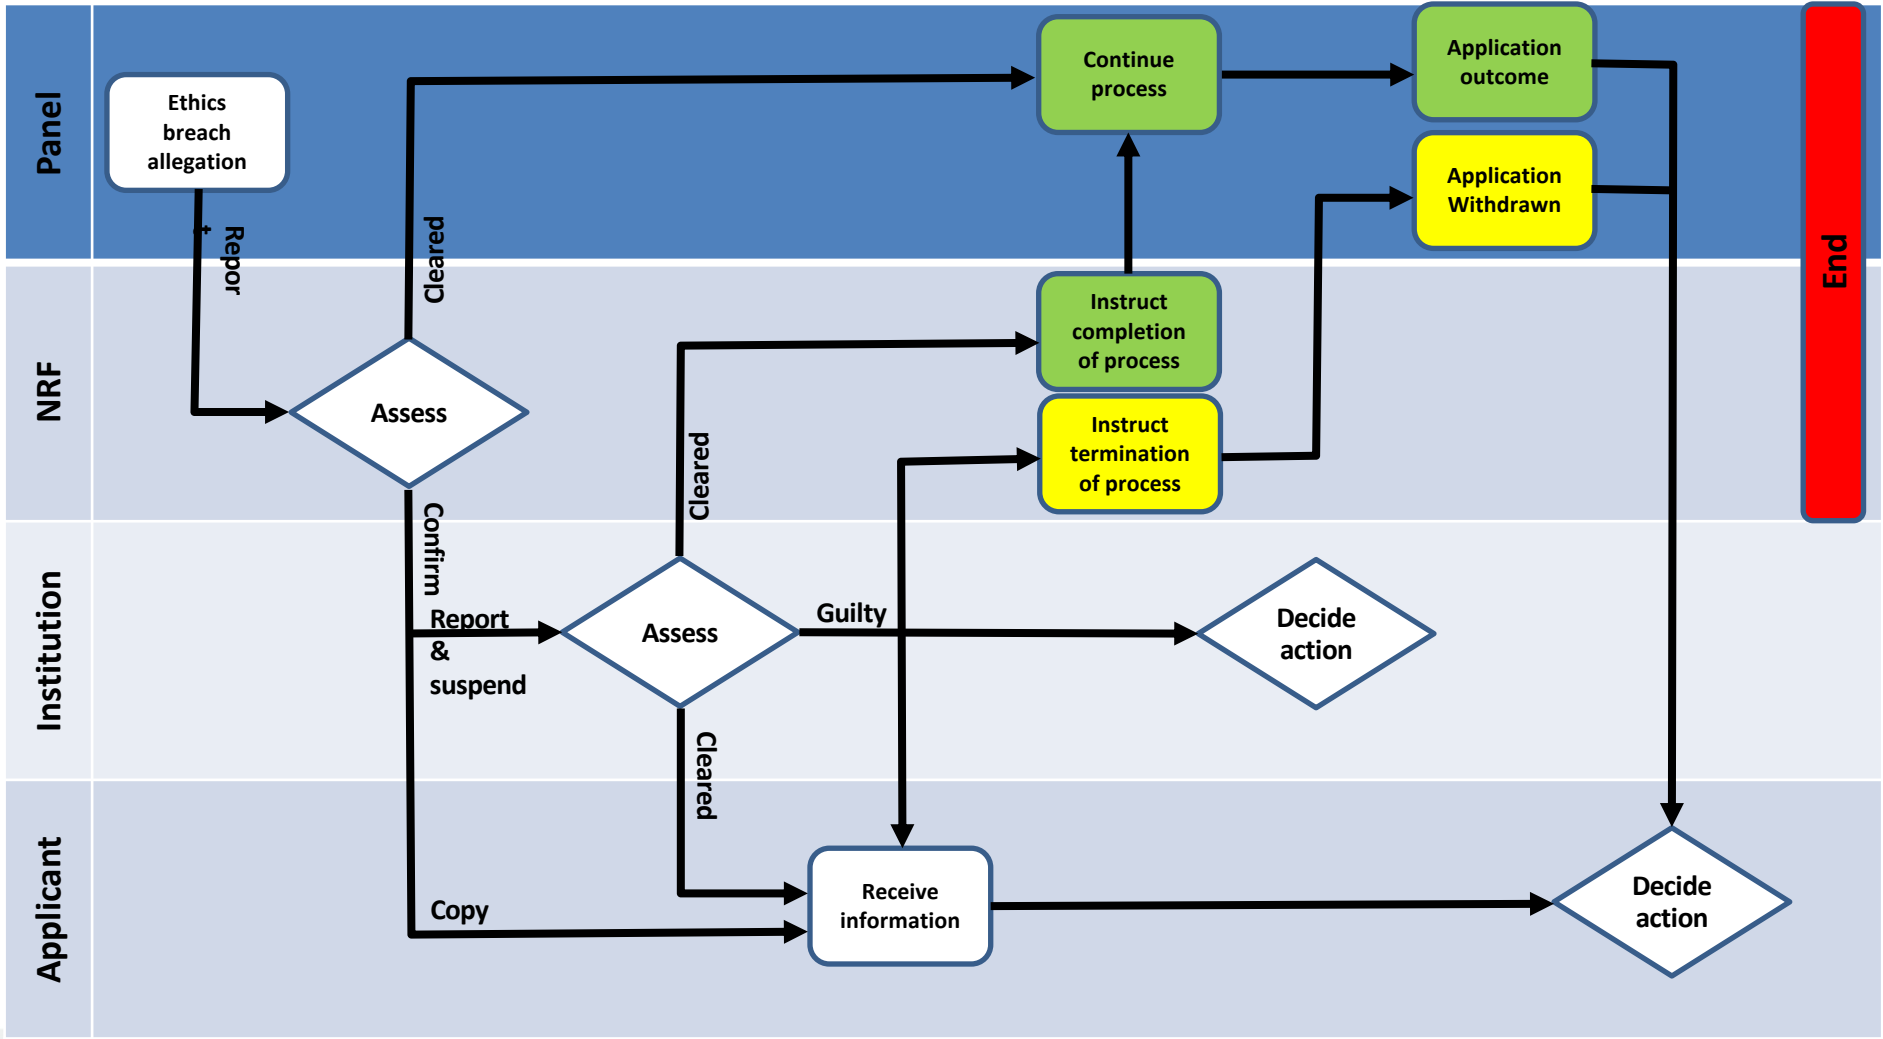 Panel
Ethics
breach
allegation
Repor
t
Cleared
Continue
process
Application
outcome
Application
Withdrawn
End
NRF
Assess
Cleared
Instruct
completion
of process
Instruct
termination
of process
Confirm
Institution
Report
&
suspend
Assess
Guilty
Decide
action
Cleared
Applicant
Copy
Receive
information
Decide
action